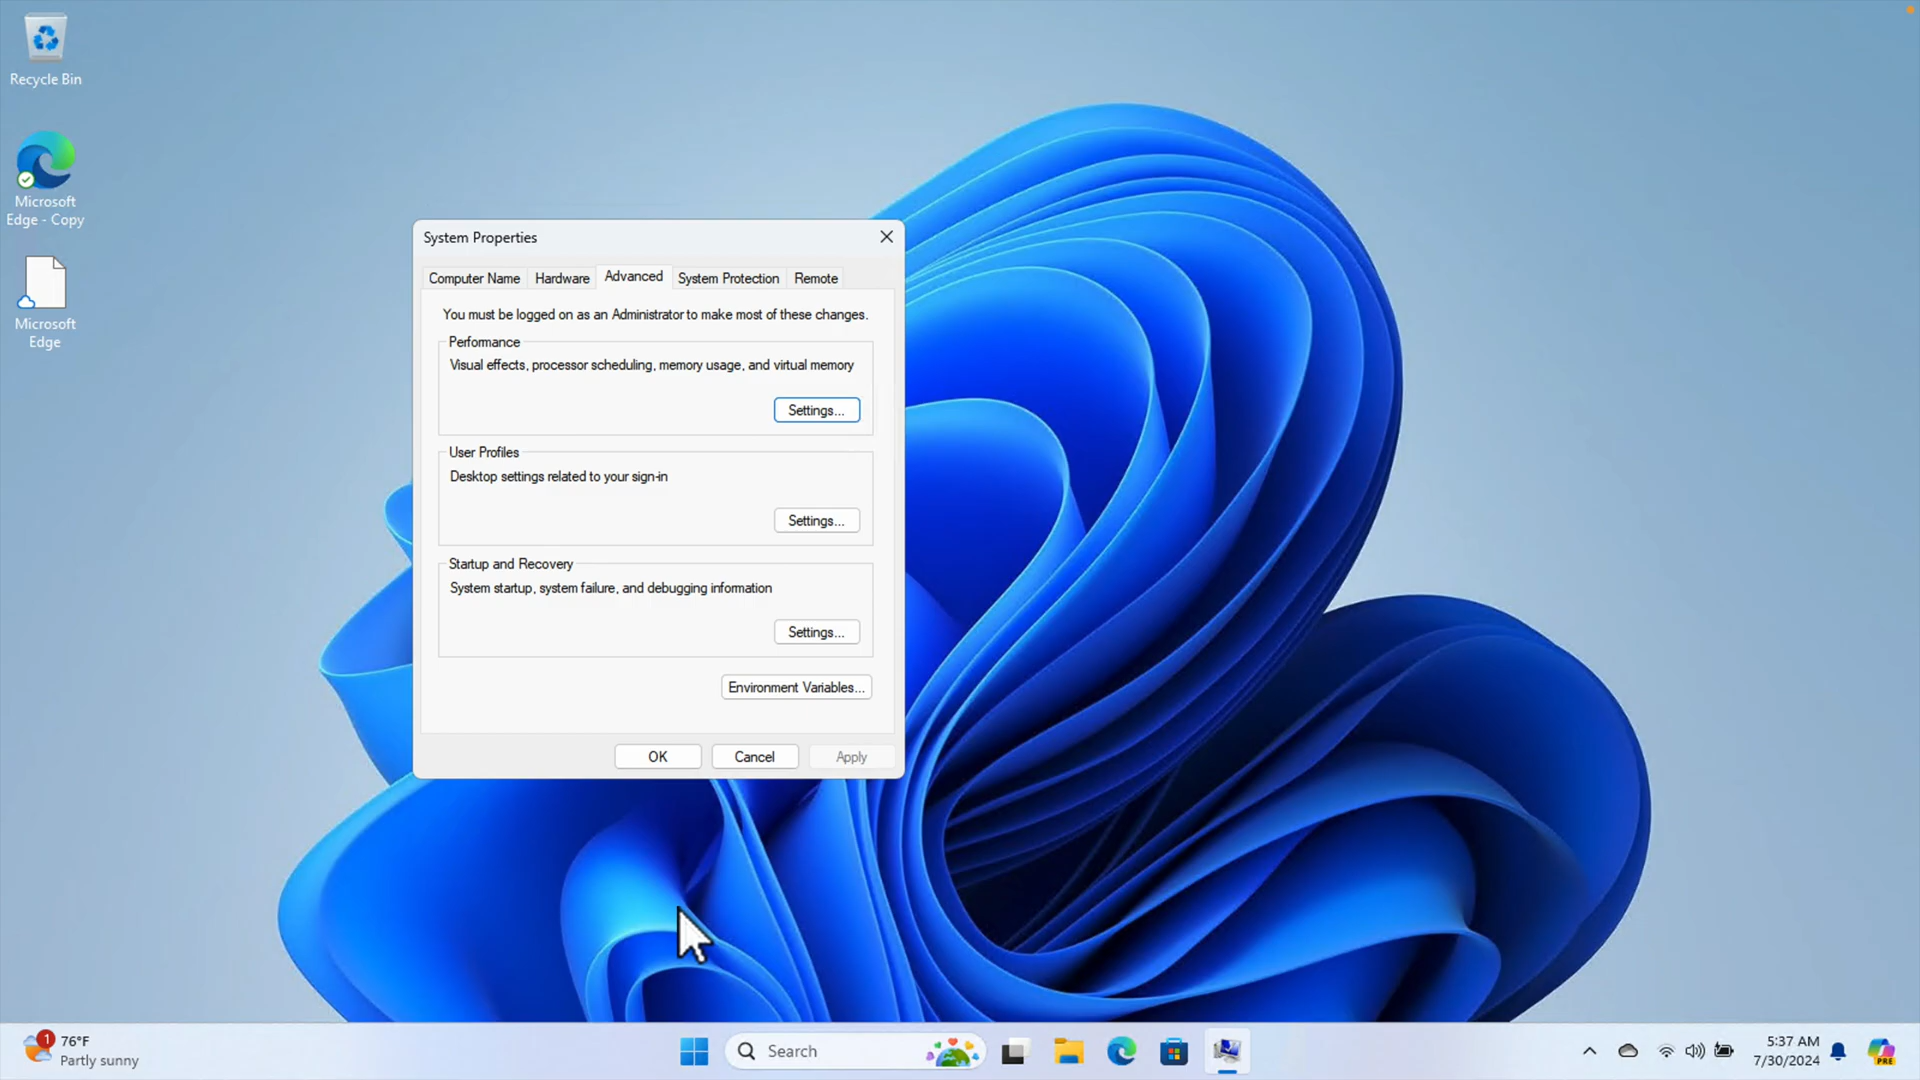 Recycle Bin
Microsoft
Edge - Copy
Microsoft
Edge
System Properties
Computer Name
Hardware
Advanced
System Protection
Remote
You must be logged on as an Administrator to make most of these changes.
Performance
Visual effects, processor scheduling, memory usage, and virtual memory
Settings...
User Profiles
Desktop settings related to your sign-in
Settings...
Startup and Recovery
System startup, system failure, and debugging information
Settings...
Environment Variables...
OK
Cancel
Apply
1
76°F
Partly sunny
Search
5:37 AM
7/30/2024
PRE